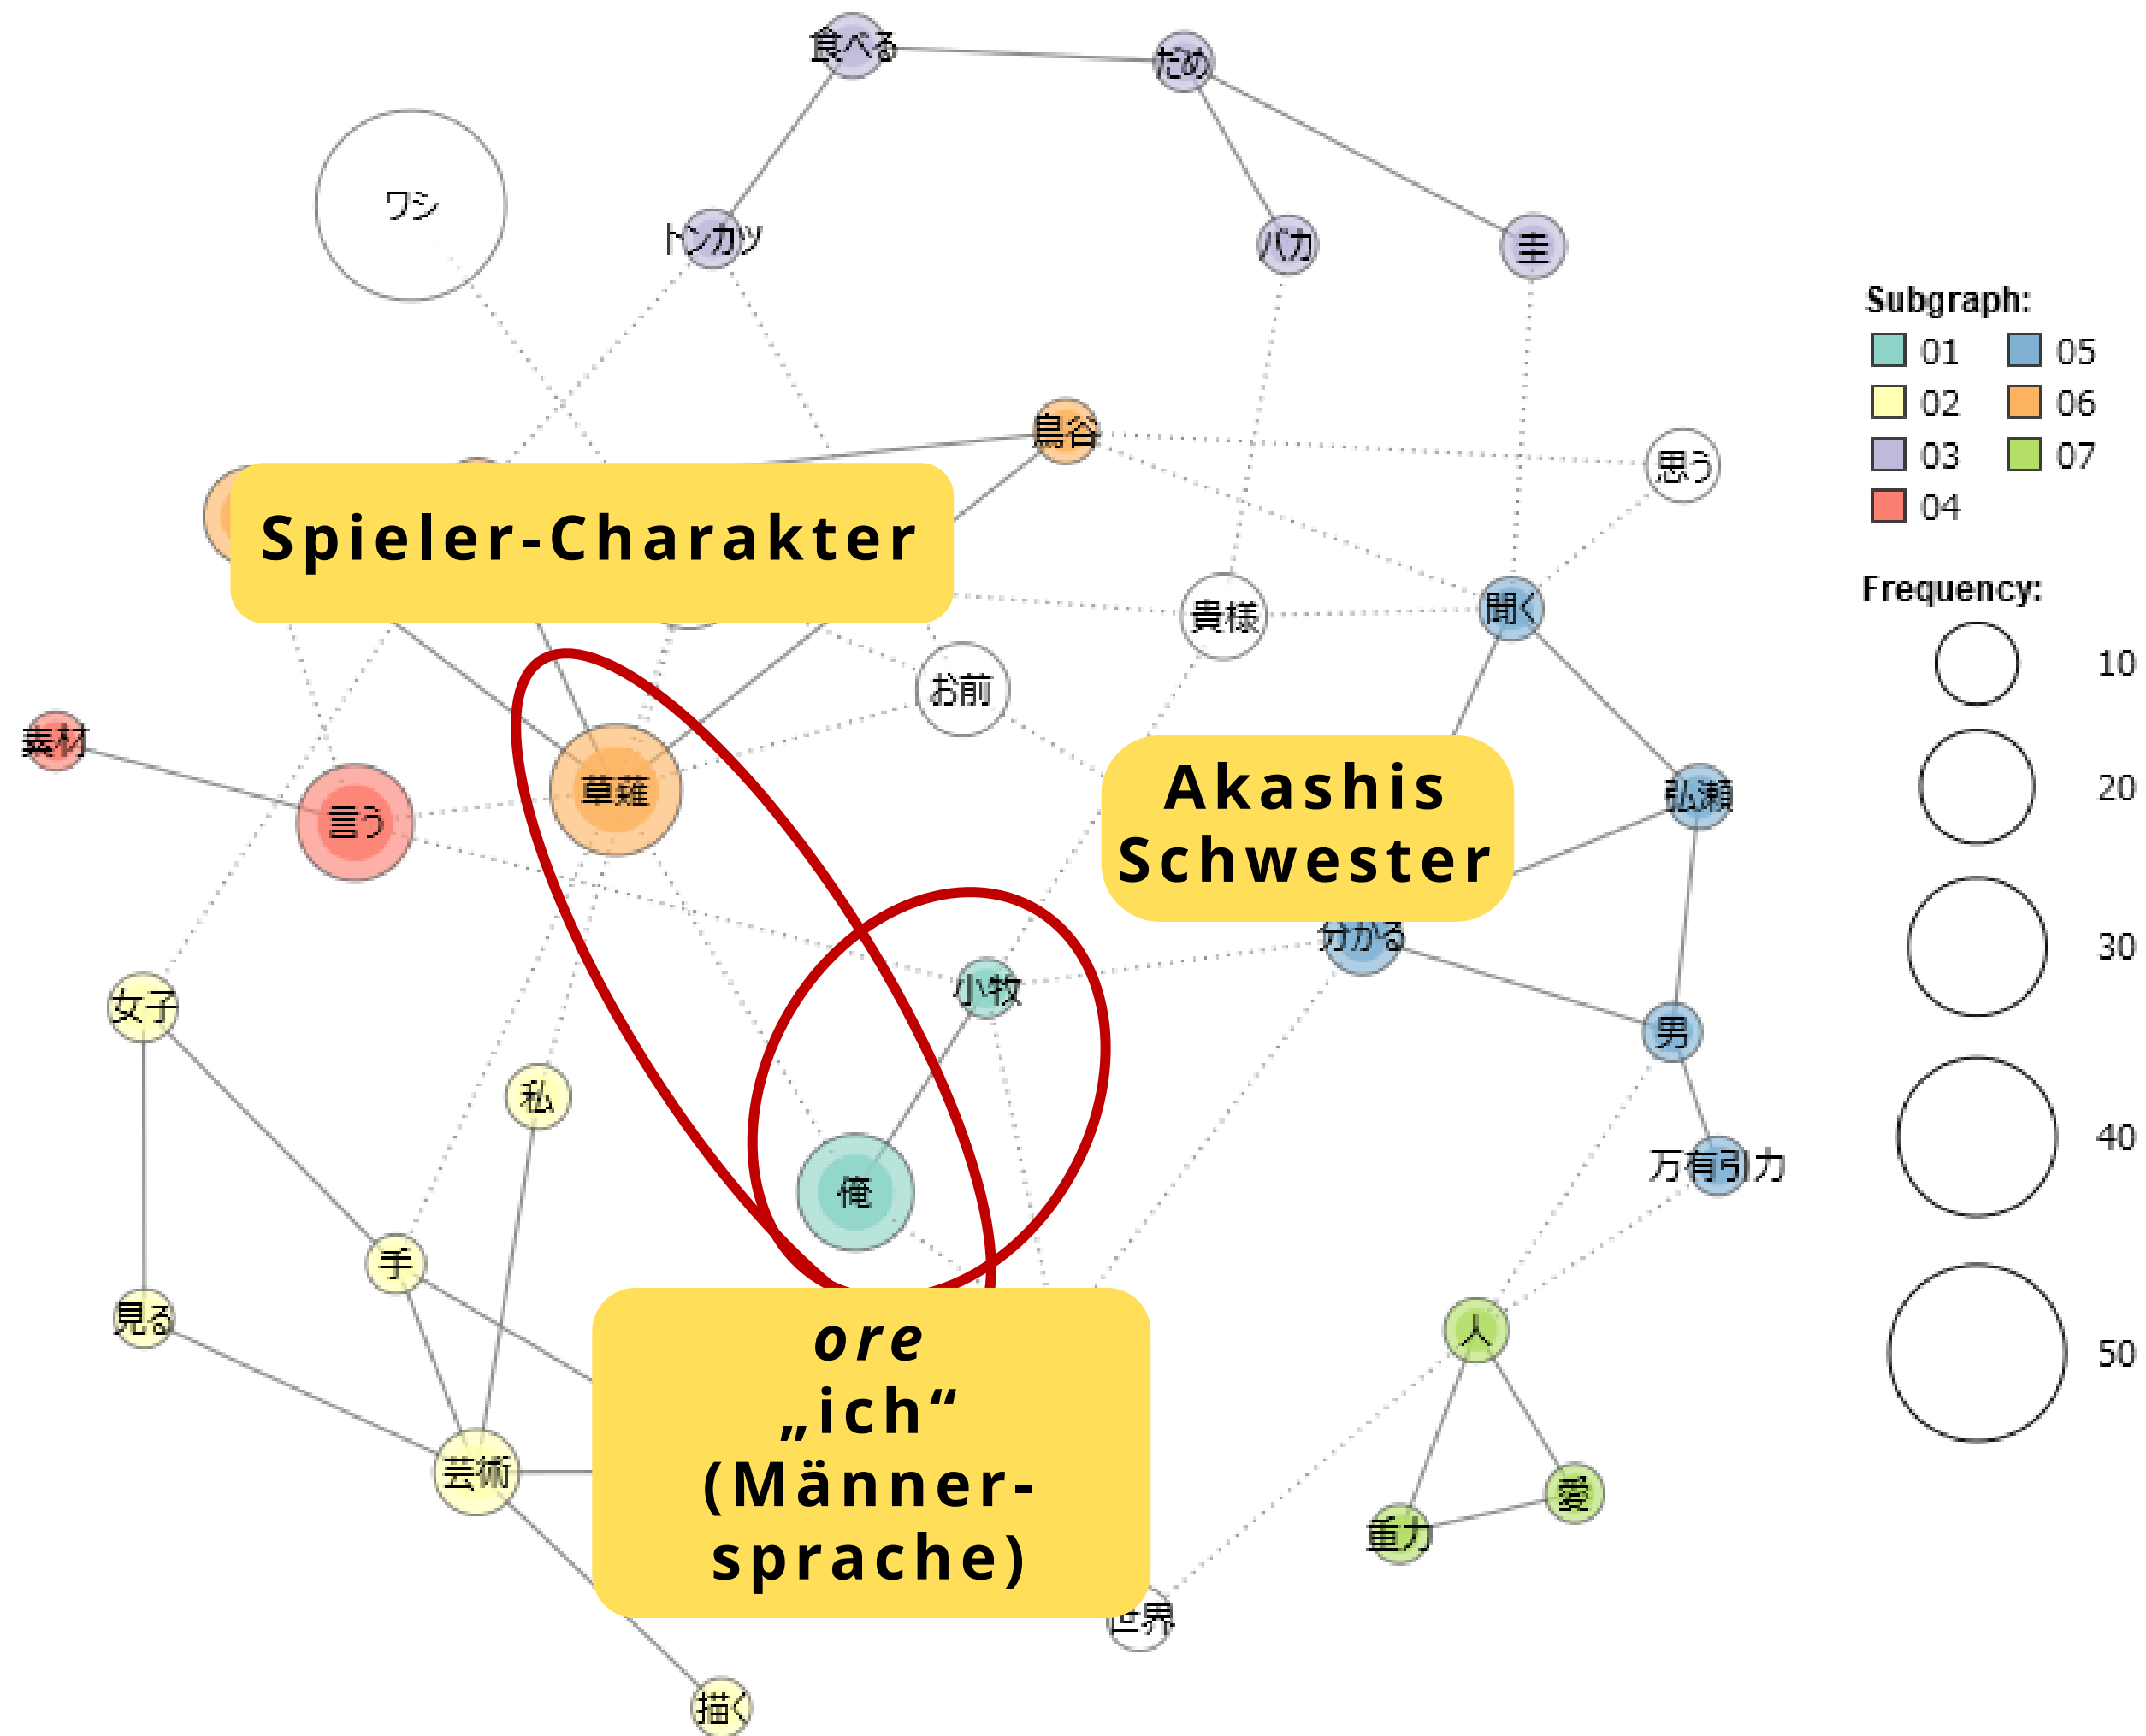 食べる
だめ
ワシ
トンカツ
バカ
圭
Subgraph:
01 05
02 06
03 07
04
鳥谷
思う
Spieler-Charakter
Frequency:
10
20
30
40
50
聞く
貴様
お前
素材
言う
草薙
Akashis
Schwester
弘瀬
分かる
小牧
女子
男
私
万有引力
俺
手
見る
人
ore
„ich“
(Männer-
sprache)
芸術
愛
重力
世界
描く